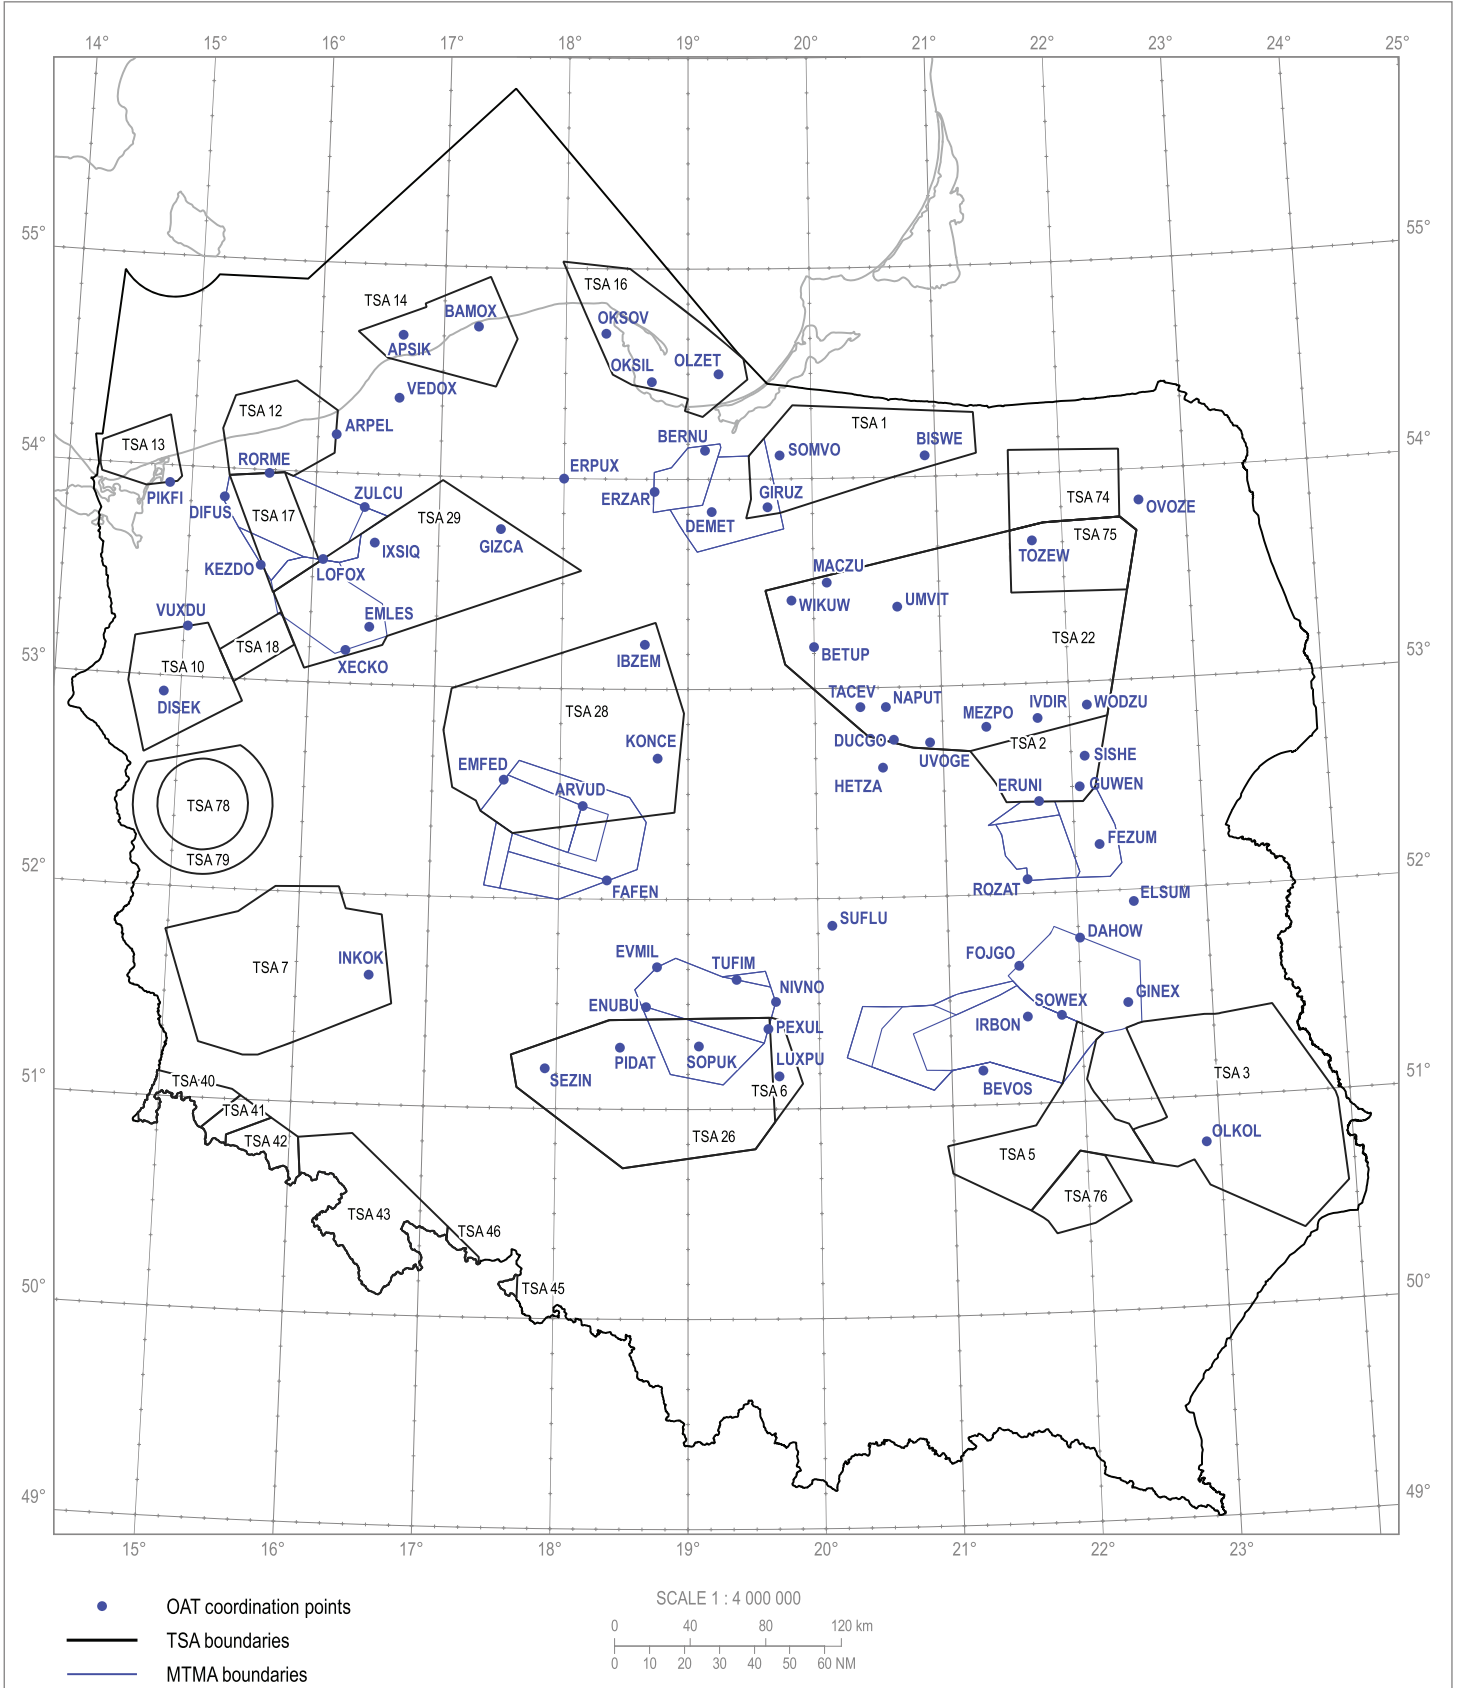 14° 15° 16° 17° 18° 19° 20° 21° 22° 23° 24° 25°
55° 55°
TSA 16
TSA 14
BAMOX
OKSOV
APSIK
OKSIL OLZET
VEDOX
TSA 12
ARPEL
TSA 1
54° TSA 13 BERNU BISWE 54°
SOMVO
RORME
ERPUX
PIKFI ZULCU ERZAR GIRUZ TSA 74
DIFUS OVOZE
TSA 17 TSA 29 DEMET
TSA 75
IXSIQ GIZCA TOZEW
KEZDO LOFOX MACZU
VUXDU EMLES WIKUW UMVIT
TSA 22
TSA 18
53° TSA 10 XECKO IBZEM BETUP 53°
DISEK TACEV NAPUT IVDIR WODZU
TSA 28 MEZPO
KONCE DUCGO TSA 2
EMFED UVOGE SISHE
ARVUD HETZA ERUNI GUWEN
TSA 78
FEZUM
52° TSA 79 52°
FAFEN ROZAT ELSUM
SUFLU
DAHOW
EVMIL FOJGO
INKOK TUFIM
TSA 7
NIVNO GINEX
ENUBU SOWEX
IRBON
PEXUL
PIDAT SOPUK LUXPU
51° TSA 40 SEZIN TSA 6 BEVOS TSA 3 51°
TSA 41
TSA 42 TSA 26 OLKOL
TSA 5
TSA 76
TSA 43
TSA 46
50° TSA 45 50°
49° 49°
15° 16° 17° 18° 19° 20° 21° 22° 23°
SCALE 1 : 4 000 000
OAT coordination points
0 40 80 120 km
TSA boundaries
0 10 20 30 40 50 60 NM
MTMA boundaries